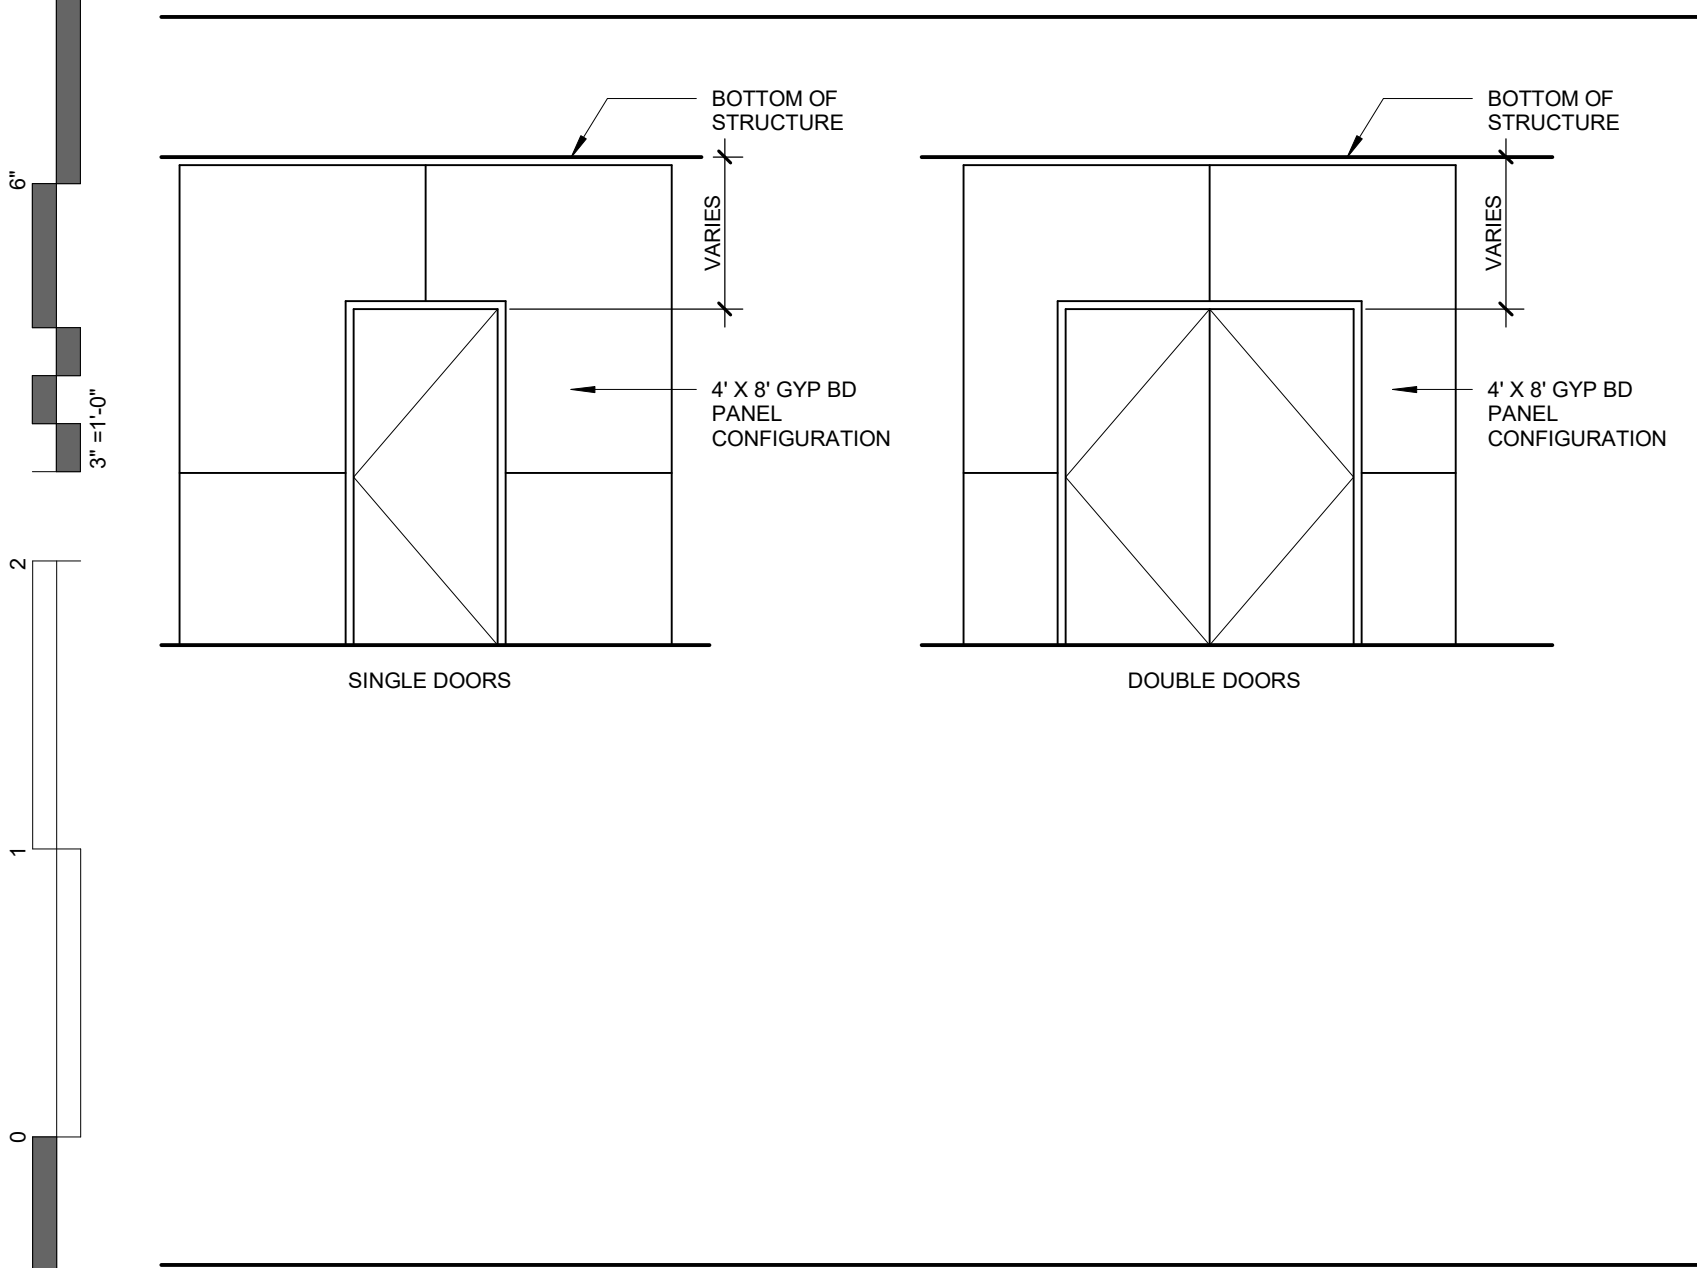 BOTTOM OF
STRUCTURE
VARIES
4' X 8' GYP BD
PANEL
CONFIGURATION
SINGLE DOORS
BOTTOM OF
STRUCTURE
VARIES
4' X 8' GYP BD
PANEL
CONFIGURATION
DOUBLE DOORS
6"
3" =1'-0"
2
1
0